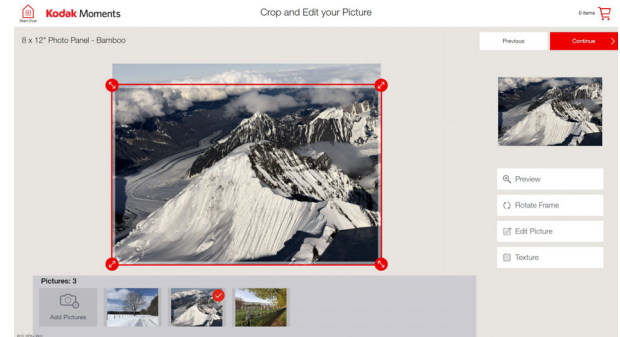 Start Over
Kodak Moments
Crop and Edit your Picture
0 items
8 x 12" Photo Panel - Bamboo
Previous
Continue
Preview
Rotate Frame
Edit Picture
Texture
Pictures: 3
Add Pictures